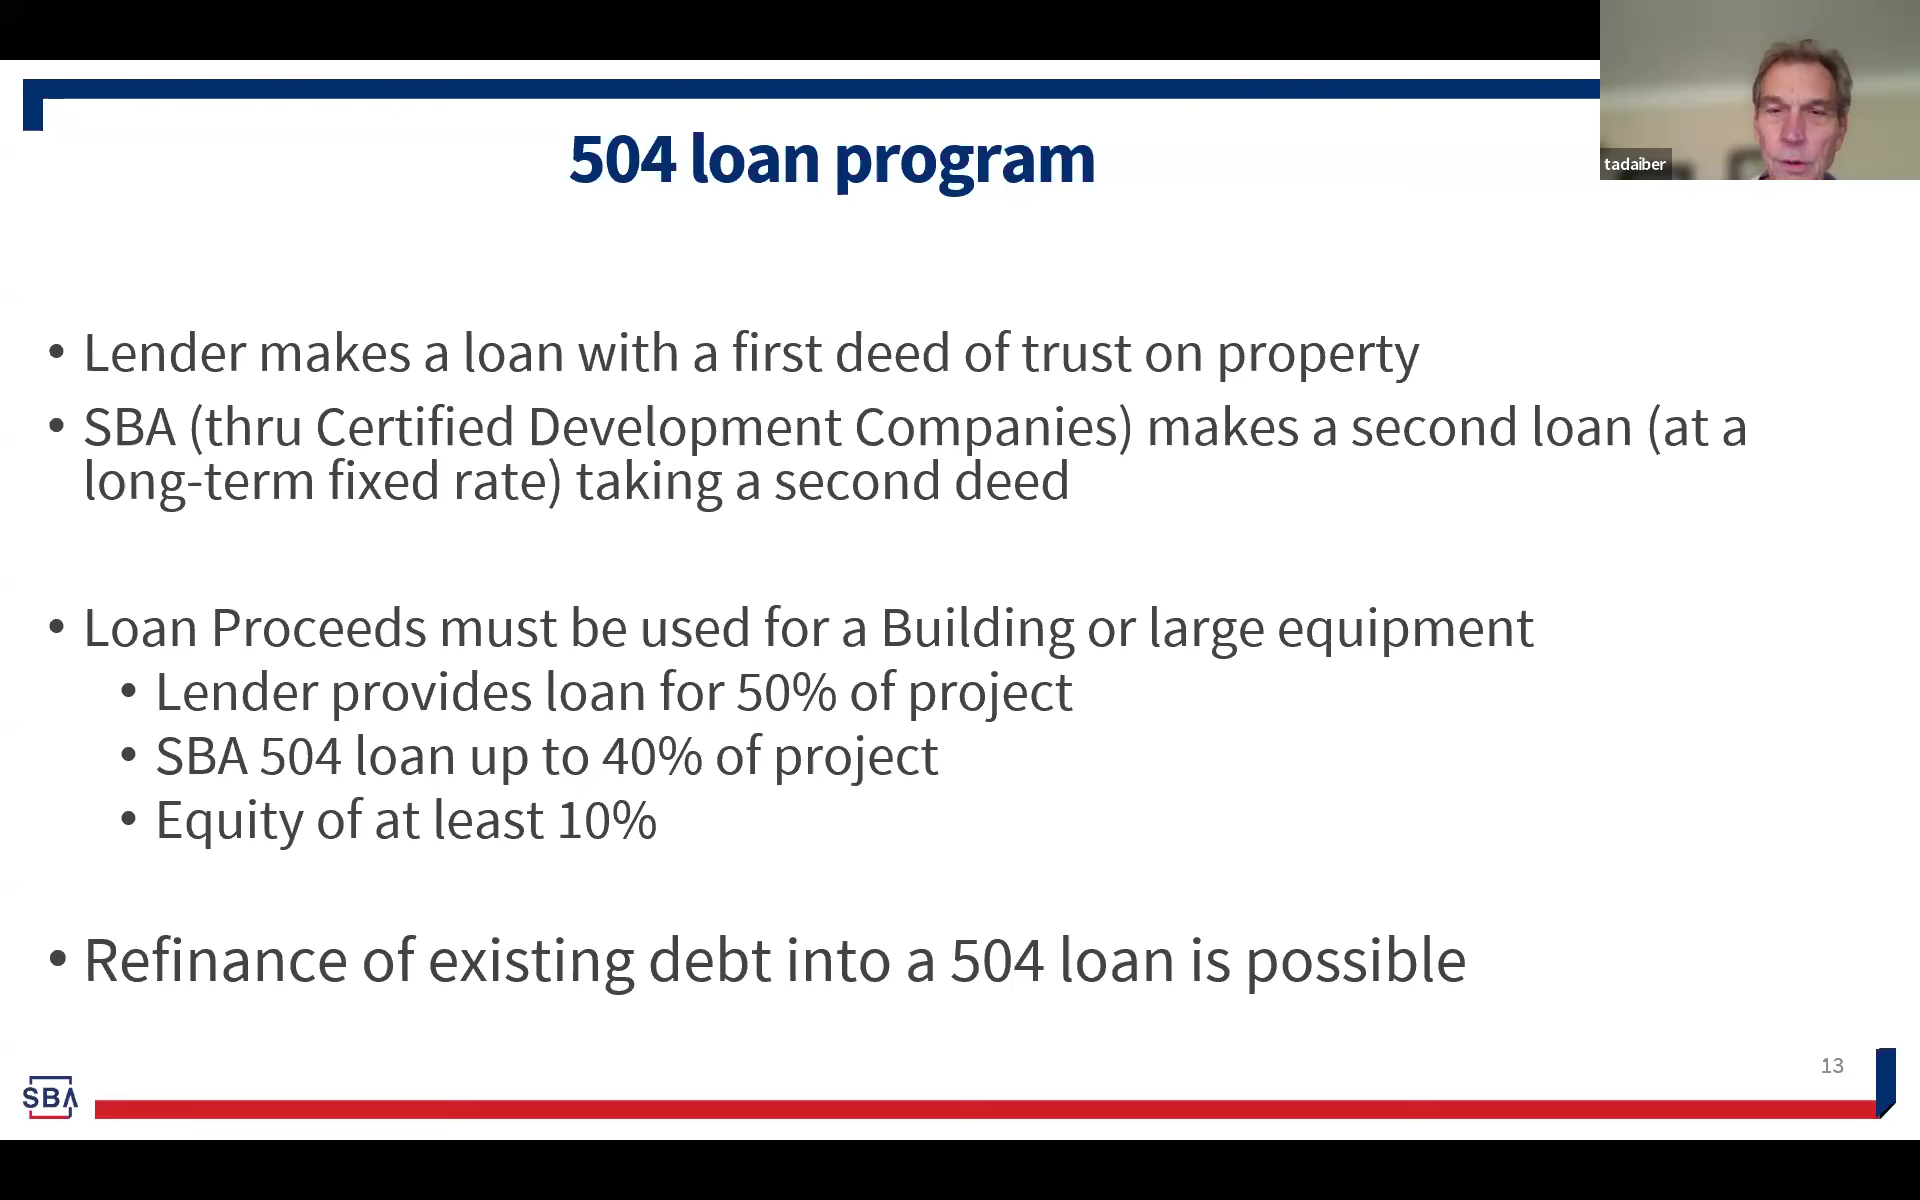 tadaiber
504 loan program
• Lender makes a loan with a first deed of trust on property
• SBA (thru Certified Development Companies) makes a second loan (at a
long-term fixed rate) taking a second deed
• Loan Proceeds must be used for a Building or large equipment
• Lender provides loan for 50% of project
• SBA 504 loan up to 40% of project
• Equity of at least 10%
• Refinance of existing debt into a 504 loan is possible
13
SBA